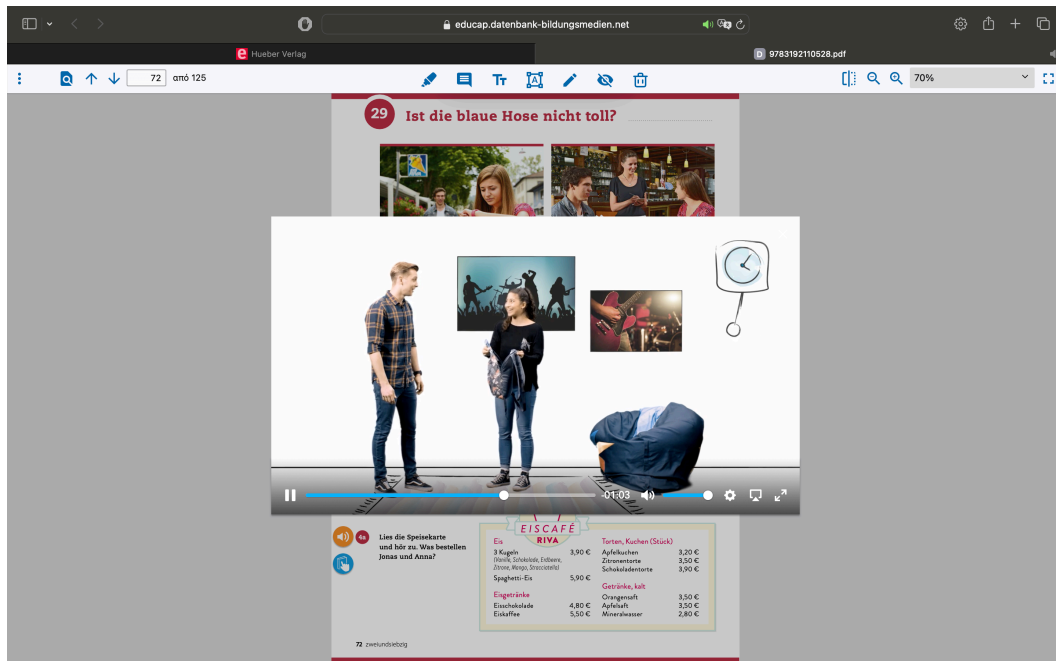 educap.datenbank-bildungsmedien.net
Hueber Verlag
9783192110528.pdf
72 από 125
70%
29 Ist die blaue Hose nicht toll?
-01:03
4a
Lies die Speisekarte
und hör zu. Was bestellen
Jonas und Anna?
EISCAFÉ
RIVA
Eis
3 Kugeln 3,90 €
(Vanille, Schokolade, Erdbeere,
Zitrone, Mango, Stracciatella)
Spaghetti-Eis 5,90 €
Eisgetränke
Eisschokolade 4,80 €
Eiskaffee 5,50 €
Torten, Kuchen (Stück)
Apfelkuchen 3,20 €
Zitronentorte 3,50 €
Schokoladentorte 3,90 €
Getränke, kalt
Orangensaft 3,50 €
Apfelsaft 3,50 €
Mineralwasser 2,80 €
72 zweiundsiebzig